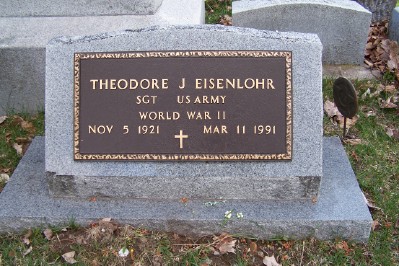 THEODORE J EISENLOHR
SGT US ARMY
WORLD WAR II
NOV 5 1921 MAR 11 1991